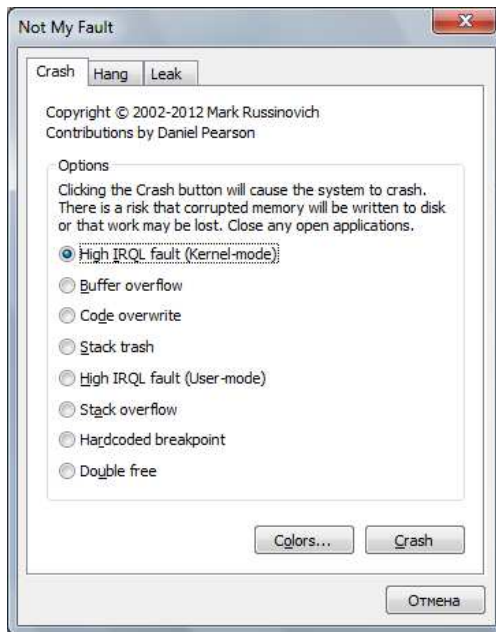 Not My Fault
Crash Hang Leak
Copyright © 2002-2012 Mark Russinovich
Contributions by Daniel Pearson
Options
Clicking the Crash button will cause the system to crash.
There is a risk that corrupted memory will be written to disk
or that work may be lost. Close any open applications.
High IRQL fault (Kernel-mode)
Buffer overflow
Code overwrite
Stack trash
High IRQL fault (User-mode)
Stack overflow
Hardcoded breakpoint
Double free
Colors... Crash
Отмена